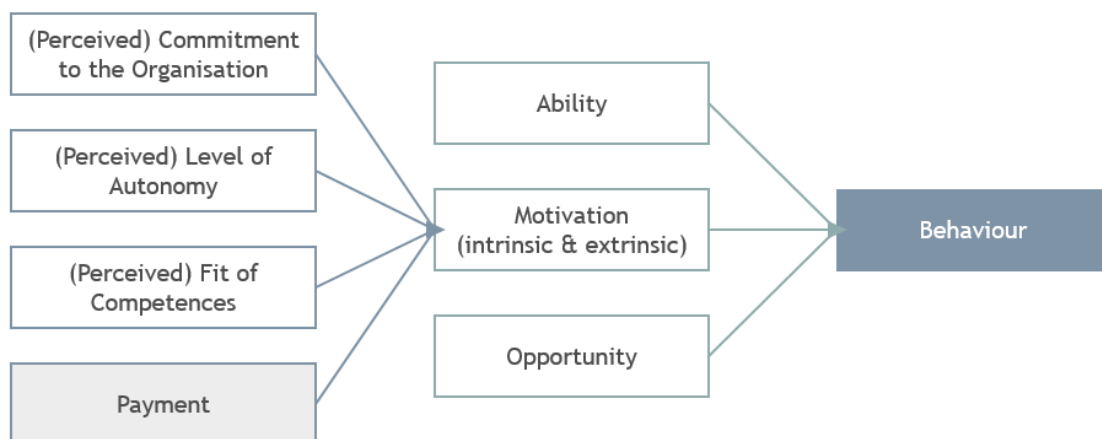 (Perceived) Commitment
to the Organisation
(Perceived) Level of
Autonomy
(Perceived) Fit of
Competences
Payment
Ability
Motivation
(intrinsic & extrinsic)
Opportunity
Behaviour